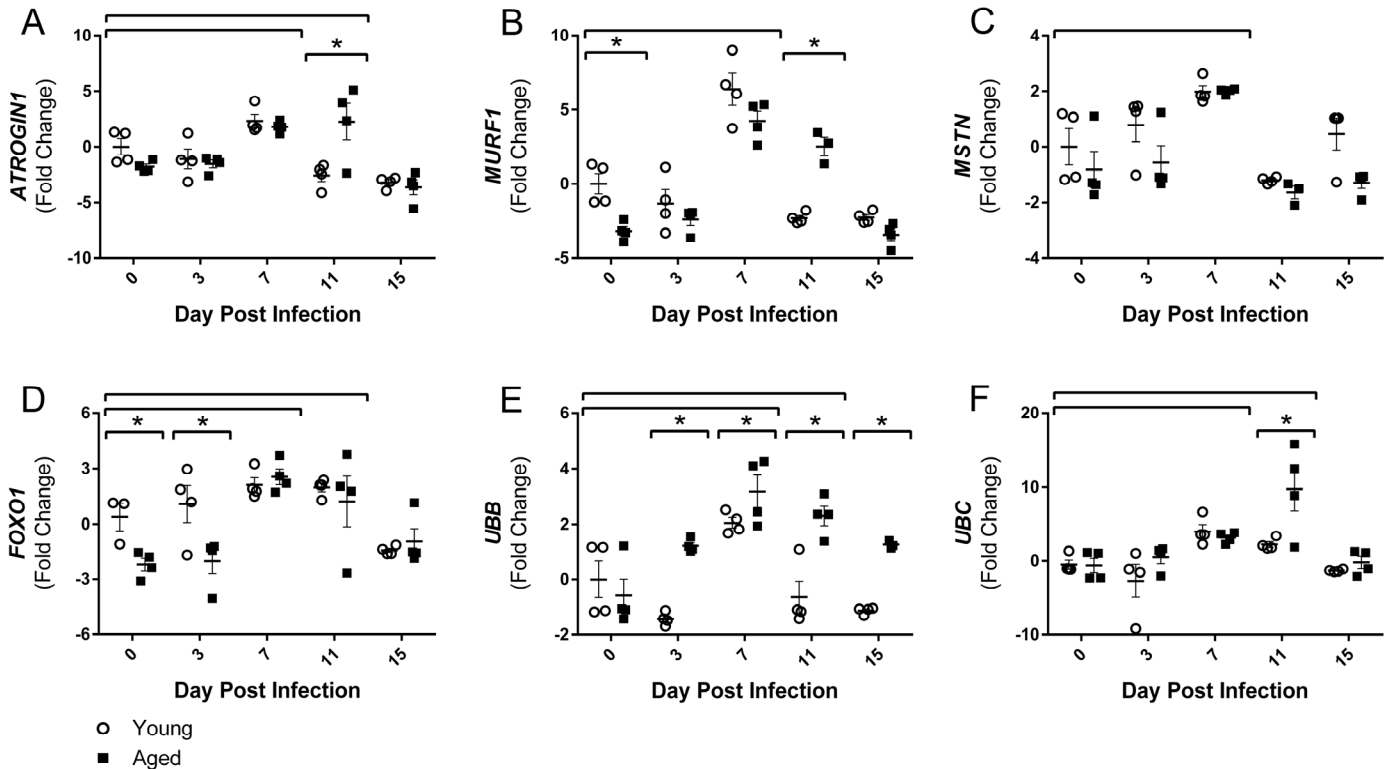 A
ATROGIN1
(Fold Change)
10
5
0
-5
-10
*
0 3 7 11 15
Day Post Infection
B
MURF1
(Fold Change)
10
5
0
-5
* *
0 3 7 11 15
Day Post Infection
C
MSTN
(Fold Change)
4
2
0
-2
-4
0 3 7 11 15
Day Post Infection
D
FOXO1
(Fold Change)
6
3
0
-3
-6
* *
0 3 7 11 15
Day Post Infection
E
UBB
(Fold Change)
6
4
2
0
-2
* * * *
0 3 7 11 15
Day Post Infection
F
UBC
(Fold Change)
20
10
0
-10
*
0 3 7 11 15
Day Post Infection
Young
Aged